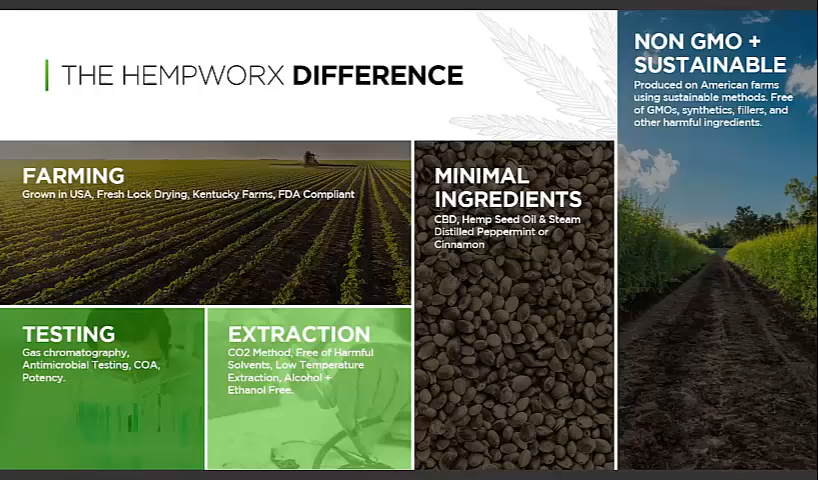 THE HEMPWORX DIFFERENCE
FARMING
Grown in USA, Fresh Lock Drying, Kentucky Farms, FDA Compliant
TESTING
Gas chromatography,
Antimicrobial Testing, COA,
Potency.
EXTRACTION
CO2 Method, Free of Harmful
Solvents, Low Temperature
Extraction, Alcohol +
Ethanol Free.
MINIMAL
INGREDIENTS
CBD, Hemp Seed Oil & Steam
Distilled Peppermint or
Cinnamon
NON GMO +
SUSTAINABLE
Produced on American farms
using sustainable methods. Free
of GMOs, synthetics, fillers, and
other harmful ingredients.